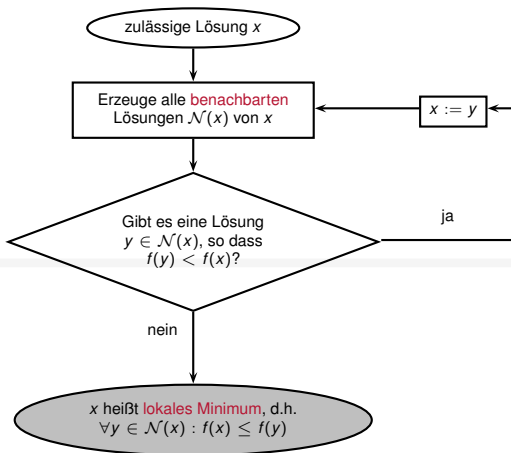 zulässige Lösung x
Erzeuge alle benachbarten
Lösungen 𝒩(x) von x
x := y
Gibt es eine Lösung
y ∈ 𝒩(x), so dass
f(y) < f(x)?
ja
nein
x heißt lokales Minimum, d.h.
∀y ∈ 𝒩(x) : f(x) ≤ f(y)